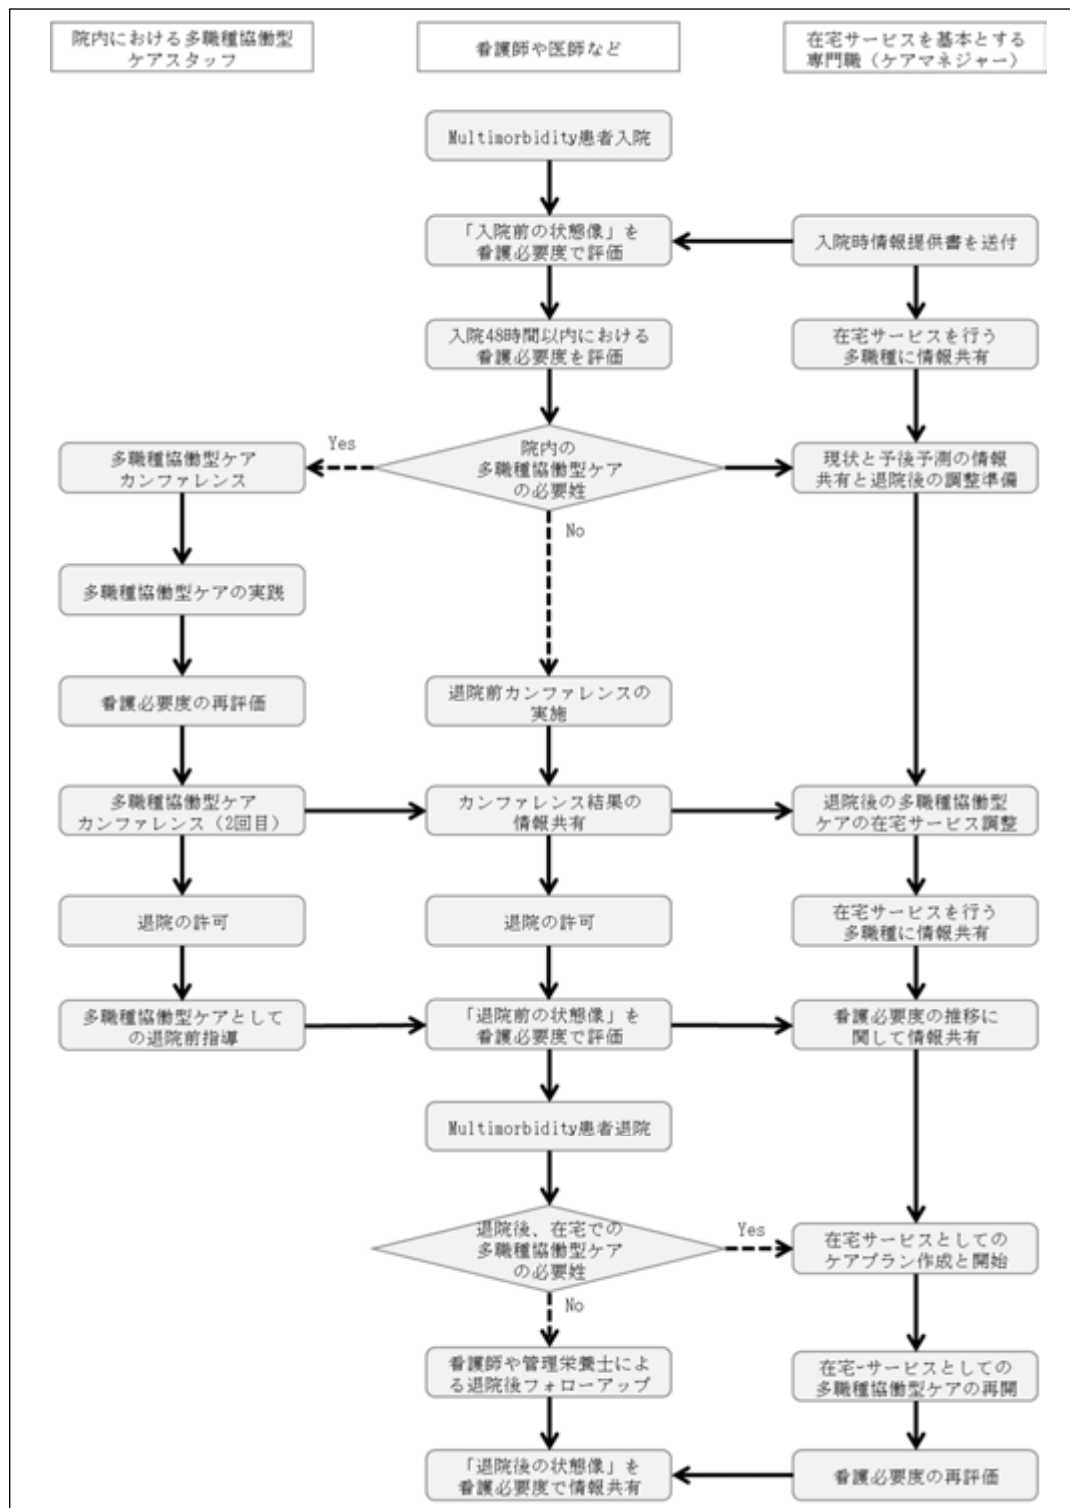 院内における多職種協働型
ケアスタッフ
看護師や医師など
在宅サービスを基本とする
専門職（ケアマネジャー）
Multimorbidity患者入院
「入院前の状態像」を
看護必要度で評価
入院時情報提供書を送付
入院48時間以内における
看護必要度を評価
在宅サービスを行う
多職種に情報共有
多職種協働型ケア
カンファレンス
Yes
院内の
多職種協働型ケア
の必要姓
No
現状と予後予測の情報
共有と退院後の調整準備
多職種協働型ケアの実践
看護必要度の再評価
退院前カンファレンスの
実施
多職種協働型ケア
カンファレンス（2回目）
カンファレンス結果の
情報共有
退院後の多職種協働型
ケアの在宅サービス調整
退院の許可
退院の許可
在宅サービスを行う
多職種に情報共有
多職種協働型ケアとして
の退院前指導
「退院前の状態像」を
看護必要度で評価
看護必要度の推移に
関して情報共有
Multimorbidity患者退院
退院後、在宅での
多職種協働型ケア
の必要姓
Yes
No
在宅サービスとしての
ケアプラン作成と開始
看護師や管理栄養士によ
る退院後フォローアップ
在宅-サービスとしての
多職種協働型ケアの再開
「退院後の状態像」を
看護必要度で情報共有
看護必要度の再評価